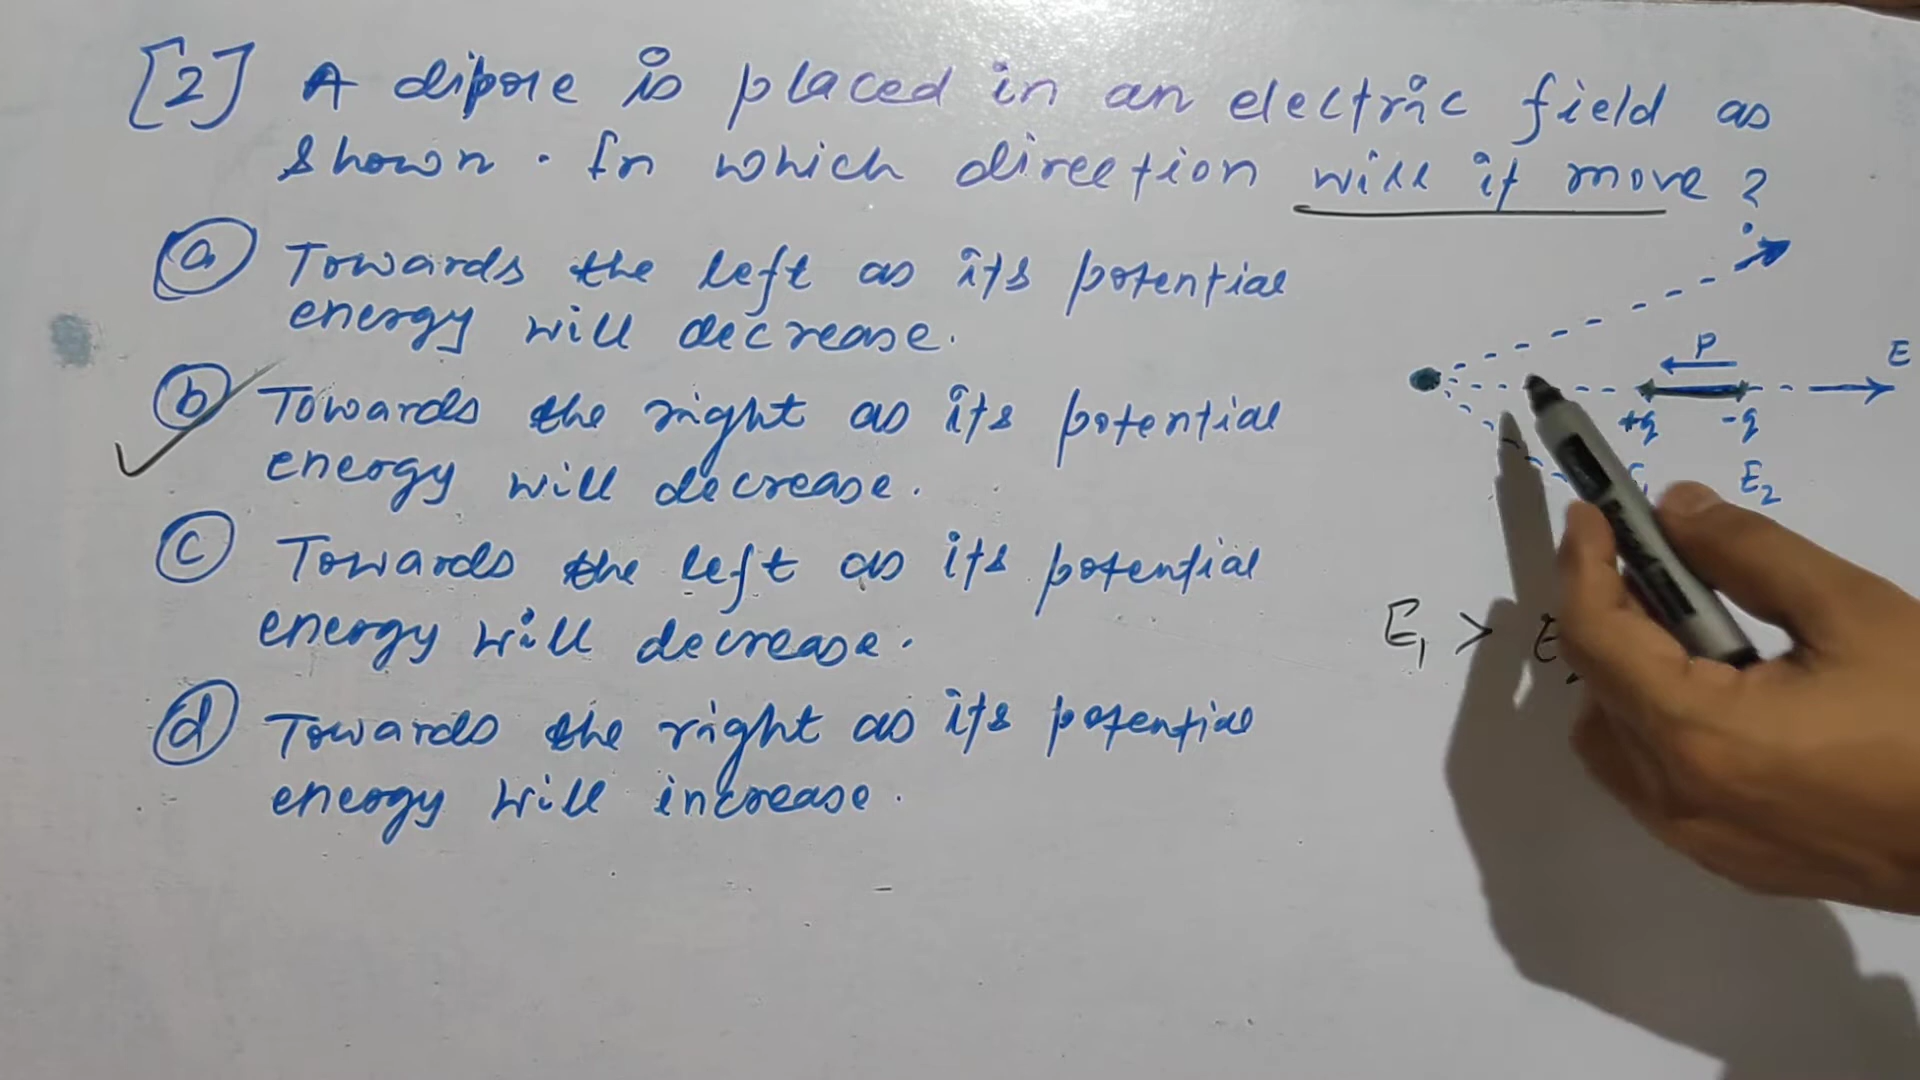 [2] A dipole is placed in an electric field as
shown. In which direction will it move?
(a) Towards the left as its potential
energy will decrease.
(b) Towards the right as its potential
energy will decrease.
(c) Towards the left as its potential
energy will decrease.
(d) Towards the right as its potential
energy will increase.
P
E
+q -q
E2
E1 > E